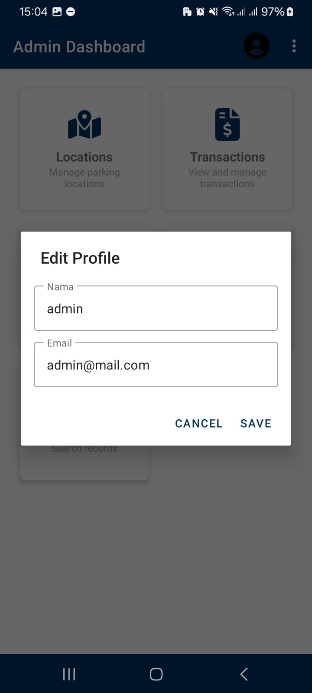 15:04
97%
Admin Dashboard
Locations
Manage parking
locations
Transactions
View and manage
transactions
Edit Profile
Nama
admin
Email
admin@mail.com
CANCEL
SAVE
Search records